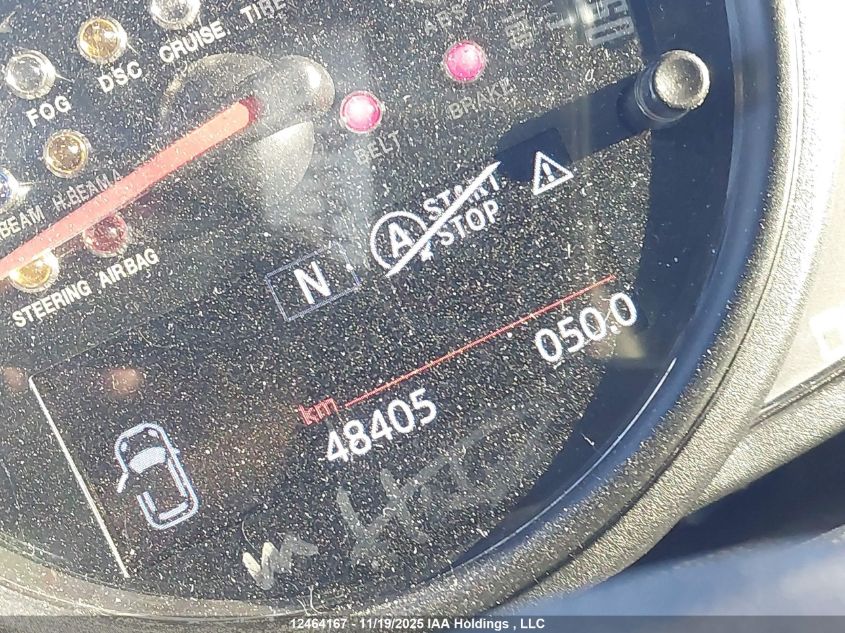 ABS
TIRE
CRUISE
DSC
FOG
BRAKE
BELT
BEAM H.BEAM
STEERING AIRBAG
A START
STOP
N
050.0
km
48405
12464167 - 11/19/2025 IAA Holdings , LLC